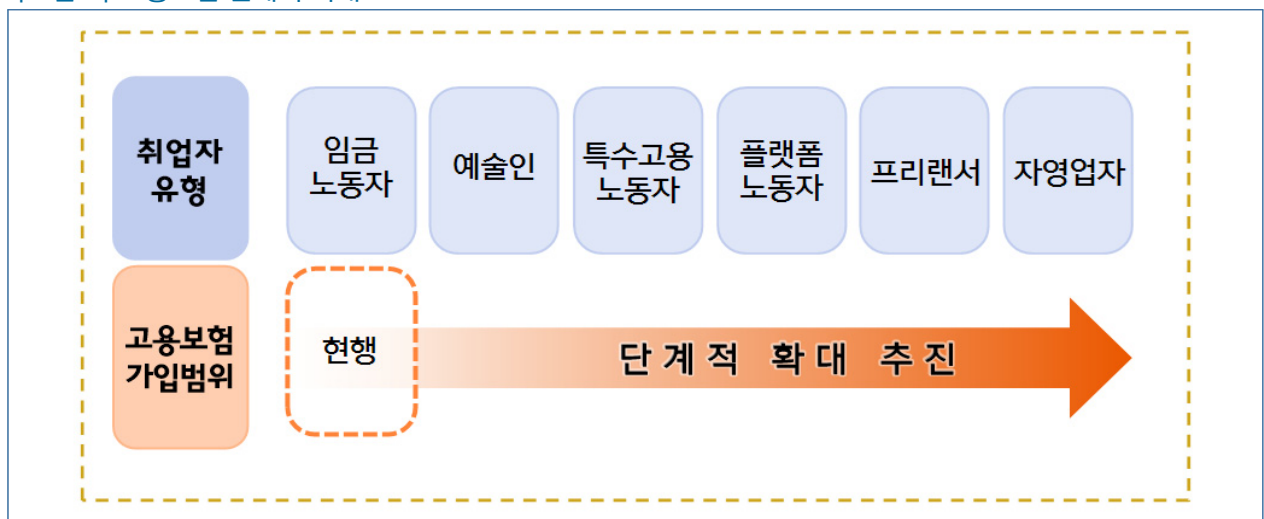 취업자
유형
임금
노동자
예술인
특수고용
노동자
플랫폼
노동자
프리랜서
자영업자
고용보험
가입범위
현행
단계적 확대 추진